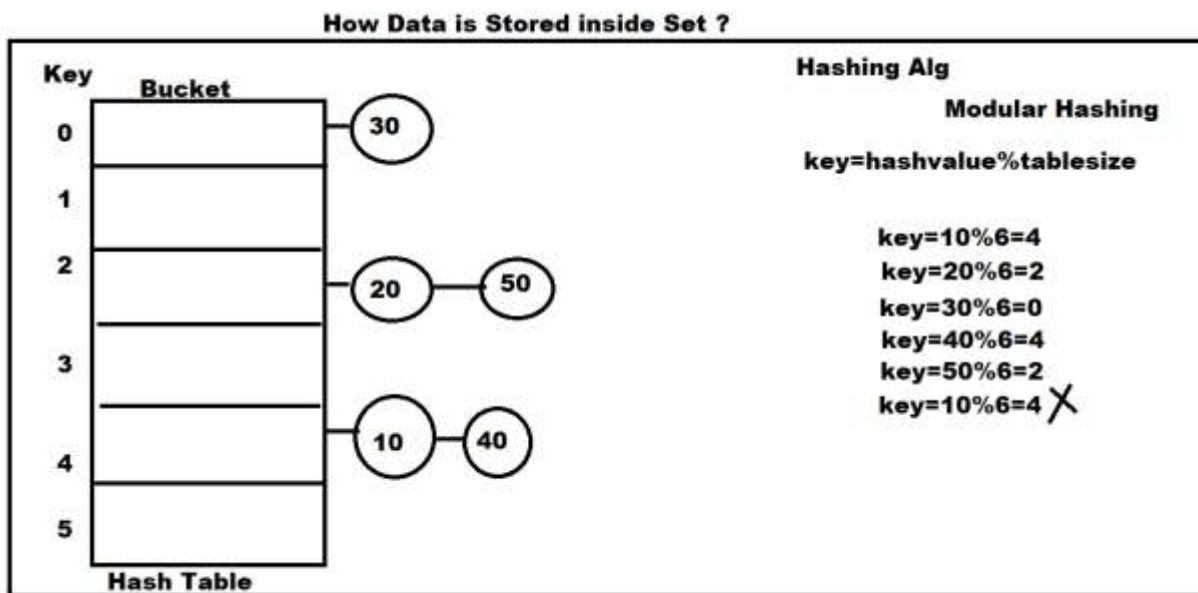 How Data is Stored inside Set ?
Key
Bucket
0
30
1
2
20
50
3
10
40
4
5
Hash Table
Hashing Alg
Modular Hashing
key=hashvalue%tablesize
key=10%6=4
key=20%6=2
key=30%6=0
key=40%6=4
key=50%6=2
key=10%6=4